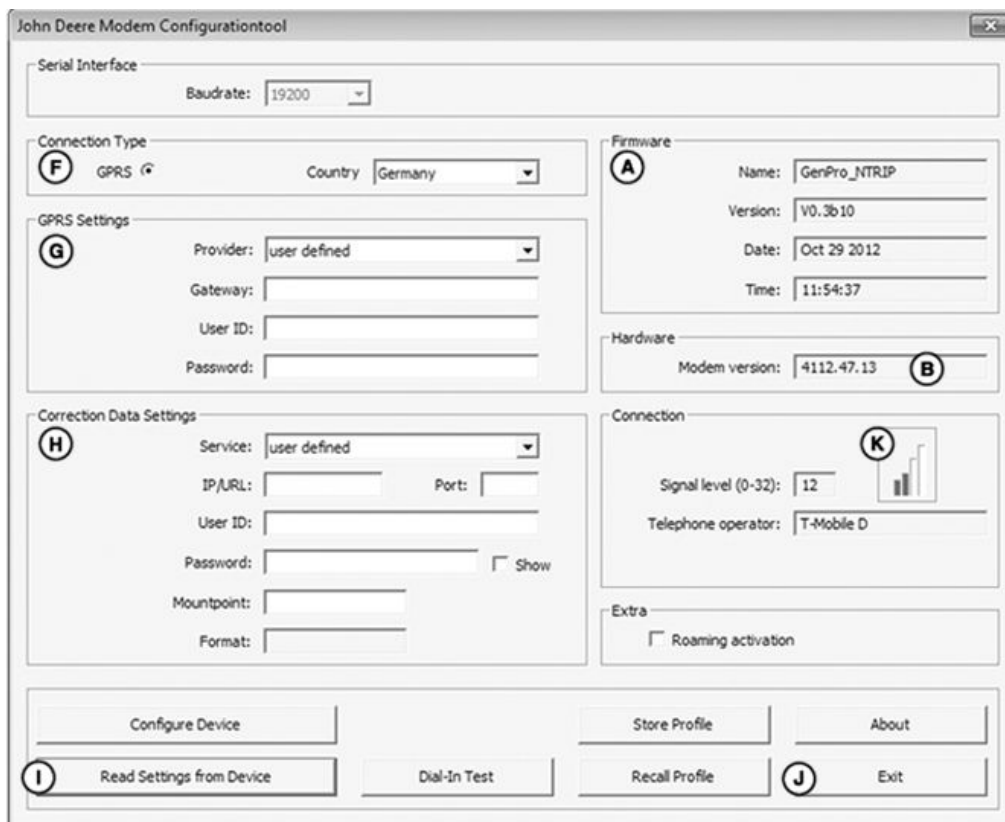 John Deere Modem Configurationtool
Serial Interface
Baudrate: 19200
Connection Type
F GPRS Country Germany
GPRS Settings
G
Provider: user defined
Gateway:
User ID:
Password:
Correction Data Settings
H
Service: user defined
IP/URL: Port:
User ID:
Password: Show
Mountpoint:
Format:
Firmware
A
Name: GenPro_NTRIP
Version: V0.3b10
Date: Oct 29 2012
Time: 11:54:37
Hardware
Modem version: 4112.47.13 B
Connection
K
Signal level (0-32): 12
Telephone operator: T-Mobile D
Extra
Roaming activation
Configure Device Store Profile About
I Read Settings from Device Dial-In Test Recall Profile J Exit